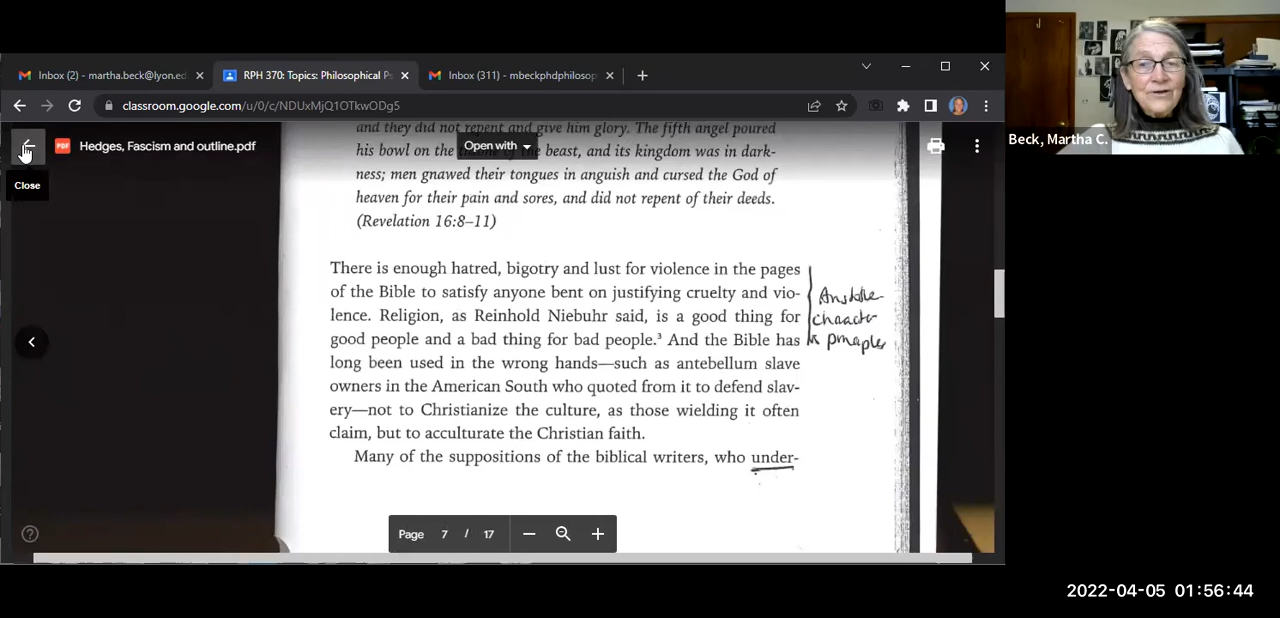 Inbox (2) - martha.beck@lyon.ed
RPH 370: Topics: Philosophical P
Inbox (311) - mbeckphdphilosop
classroom.google.com/u/0/c/NDUxMjQ1OTkwODg5
Beck, Martha C.
PDF
Hedges, Fascism and outline.pdf
Open with
Close
and they did not repent and give him glory. The fifth angel poured
his bowl on the throne of the beast, and its kingdom was in dark-
ness; men gnawed their tongues in anguish and cursed the God of
heaven for their pain and sores, and did not repent of their deeds.
(Revelation 16:8–11)
There is enough hatred, bigotry and lust for violence in the pages
of the Bible to satisfy anyone bent on justifying cruelty and vio-
lence. Religion, as Reinhold Niebuhr said, is a good thing for
good people and a bad thing for bad people.³ And the Bible has
long been used in the wrong hands—such as antebellum slave
owners in the American South who quoted from it to defend slav-
ery—not to Christianize the culture, as those wielding it often
claim, but to acculturate the Christian faith.
Many of the suppositions of the biblical writers, who under-
Aristotle
character
principles
Page 7 / 17
2022-04-05 01:56:44